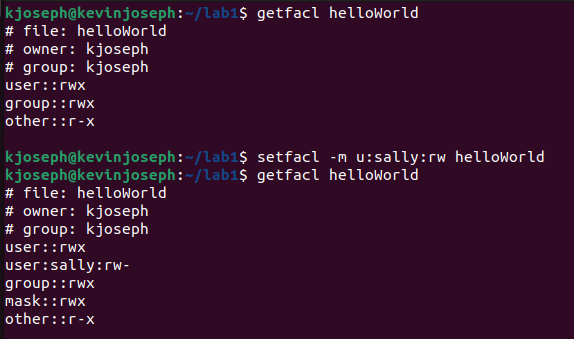 kjoseph@kevinjoseph:~/lab1$ getfacl helloWorld
# file: helloWorld
# owner: kjoseph
# group: kjoseph
user::rwx
group::rwx
other::r-x
kjoseph@kevinjoseph:~/lab1$ setfacl -m u:sally:rw helloWorld
kjoseph@kevinjoseph:~/lab1$ getfacl helloWorld
# file: helloWorld
# owner: kjoseph
# group: kjoseph
user::rwx
user:sally:rw-
group::rwx
mask::rwx
other::r-x